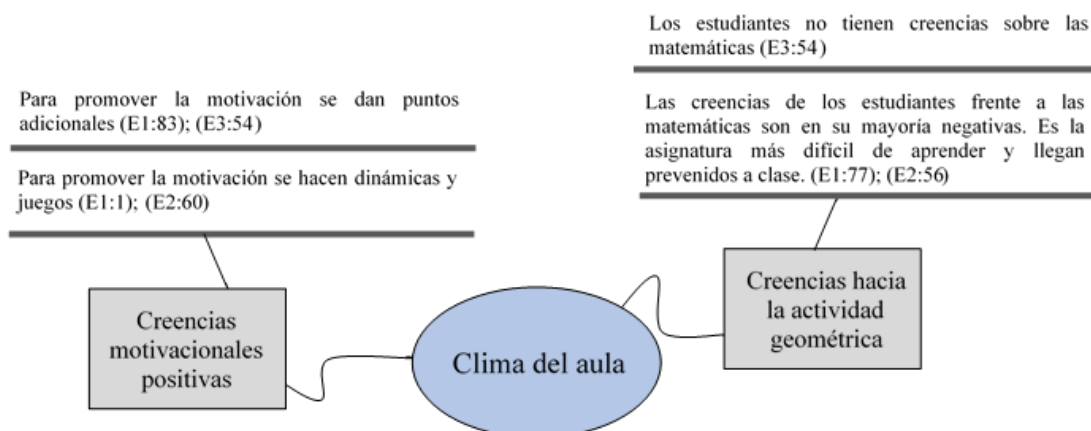 Los estudiantes no tienen creencias sobre las
matemáticas (E3:54)
Para promover la motivación se dan puntos
adicionales (E1:83); (E3:54)
Las creencias de los estudiantes frente a las
matemáticas son en su mayoría negativas. Es la
asignatura más difícil de aprender y llegan
prevenidos a clase. (E1:77); (E2:56)
Para promover la motivación se hacen dinámicas y
juegos (E1:1); (E2:60)
Creencias
motivacionales
positivas
Clima del aula
Creencias hacia
la actividad
geométrica